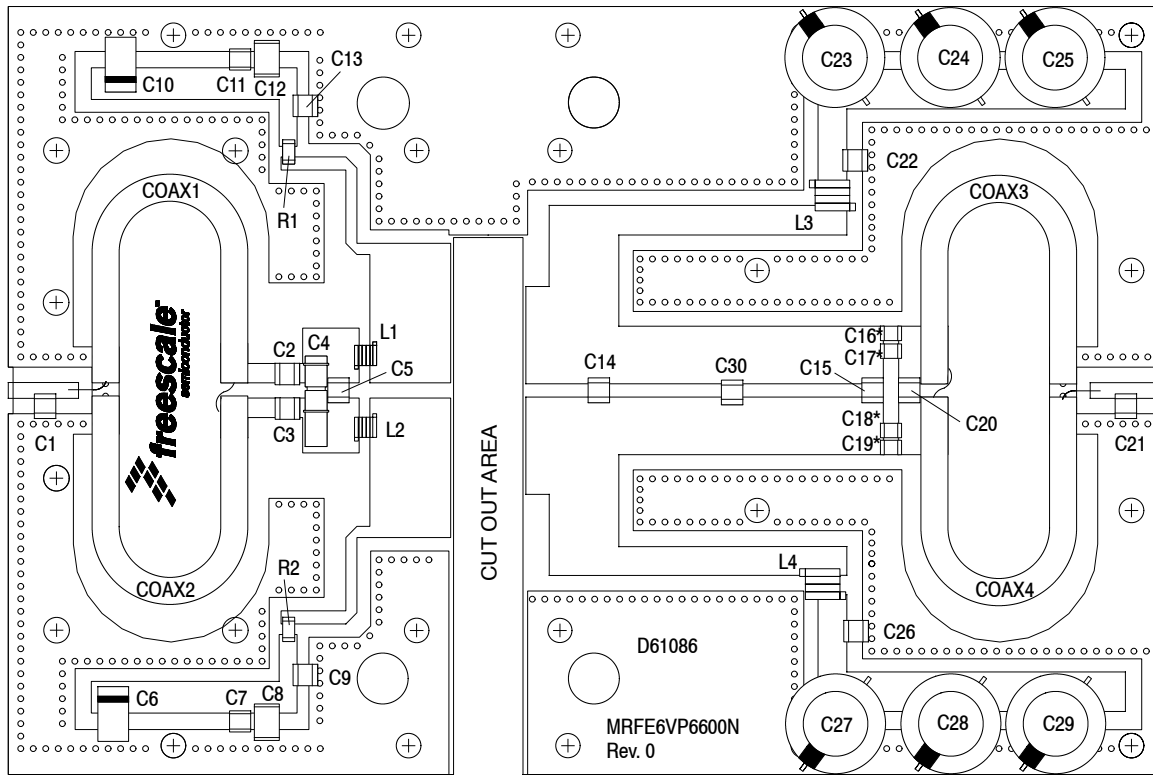 C23
C24
C25
C13
C10
C11
C12
C22
COAX1
R1
COAX3
L3
freescale™
semiconductor
C2
C4
L1
C5
C14
C30
C16*
C17*
C15
C18*
C19*
C20
C1
C3
L2
C21
CUT OUT AREA
R2
COAX2
L4
COAX4
C26
D61086
C9
C6
C7
C8
MRFE6VP6600N
Rev. 0
C27
C28
C29